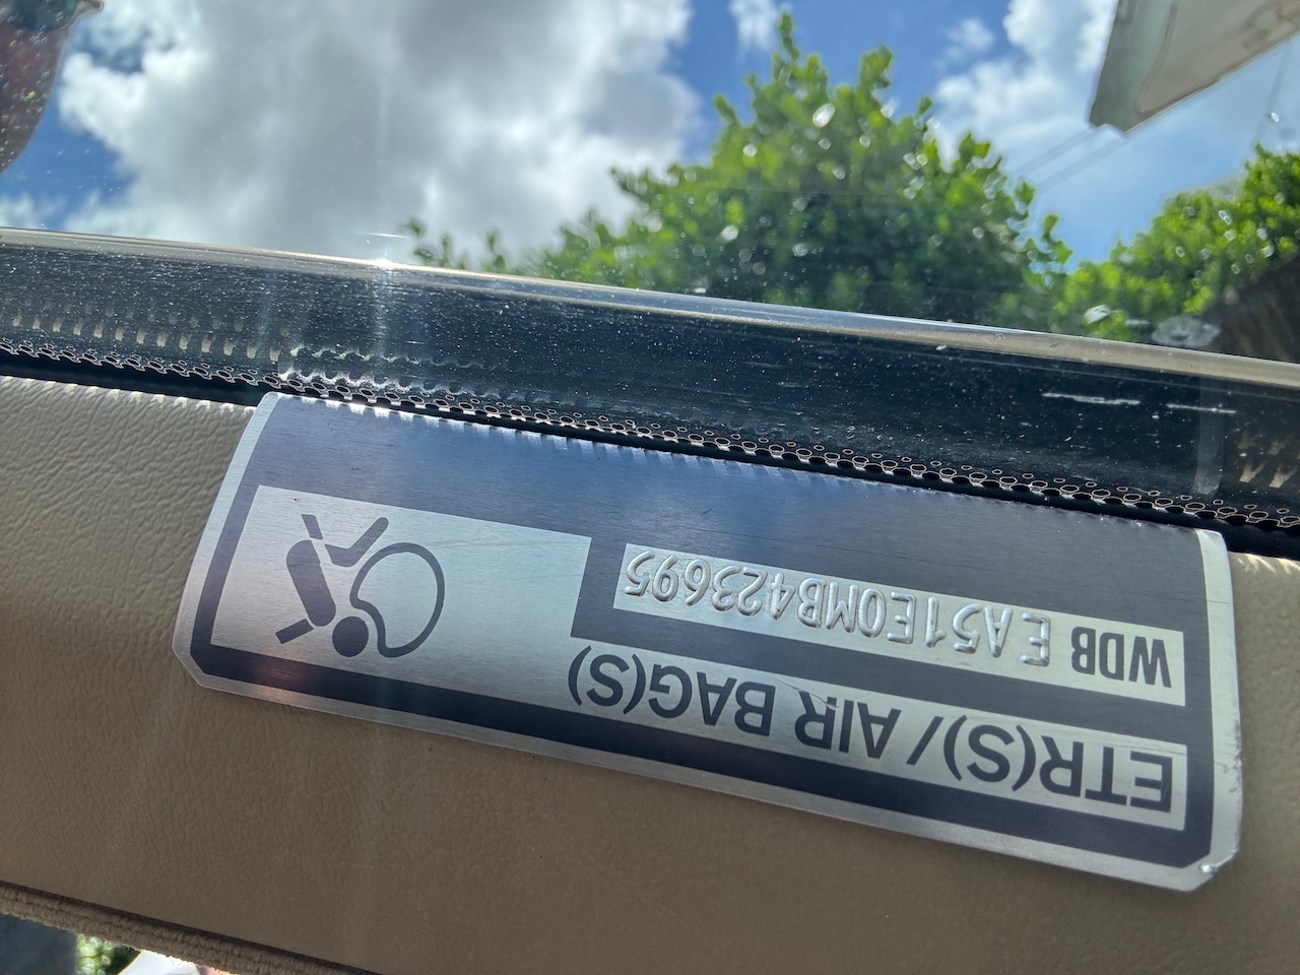 ETR(S)/AIR BAG(S)
WDB EA51E0MB423695